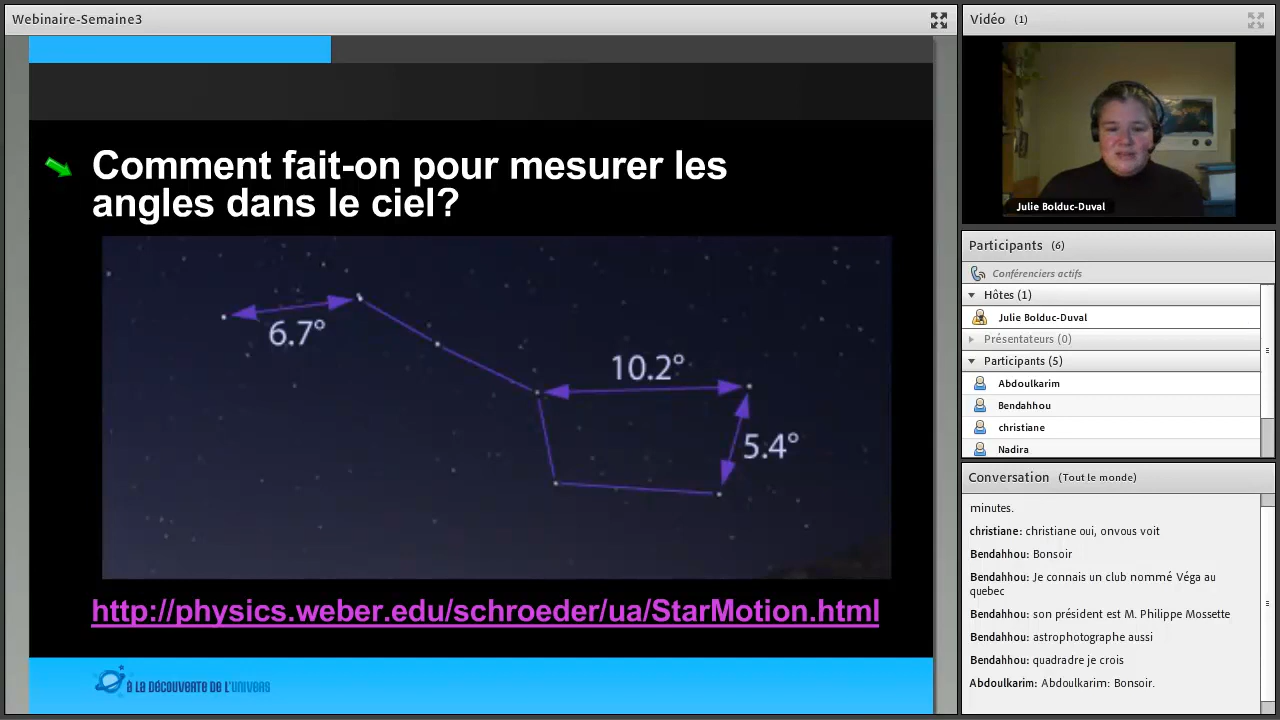 Webinaire-Semaine3
Comment fait-on pour mesurer les
angles dans le ciel?
6.7°
10.2°
5.4°
http://physics.weber.edu/schroeder/ua/StarMotion.html
À LA DÉCOUVERTE DE L'UNIVERS
Vidéo (1)
Julie Bolduc-Duval
Participants (6)
Conférenciers actifs
Hôtes (1)
Julie Bolduc-Duval
Présentateurs (0)
Participants (5)
Abdoulkarim
Bendahhou
christiane
Nadira
Conversation (Tout le monde)
minutes.
christiane: christiane oui, onvous voit
Bendahhou: Bonsoir
Bendahhou: Je connais un club nommé Véga au
quebec
Bendahhou: son président est M. Philippe Mossette
Bendahhou: astrophotographe aussi
Bendahhou: quadradre je crois
Abdoulkarim: Abdoulkarim: Bonsoir.